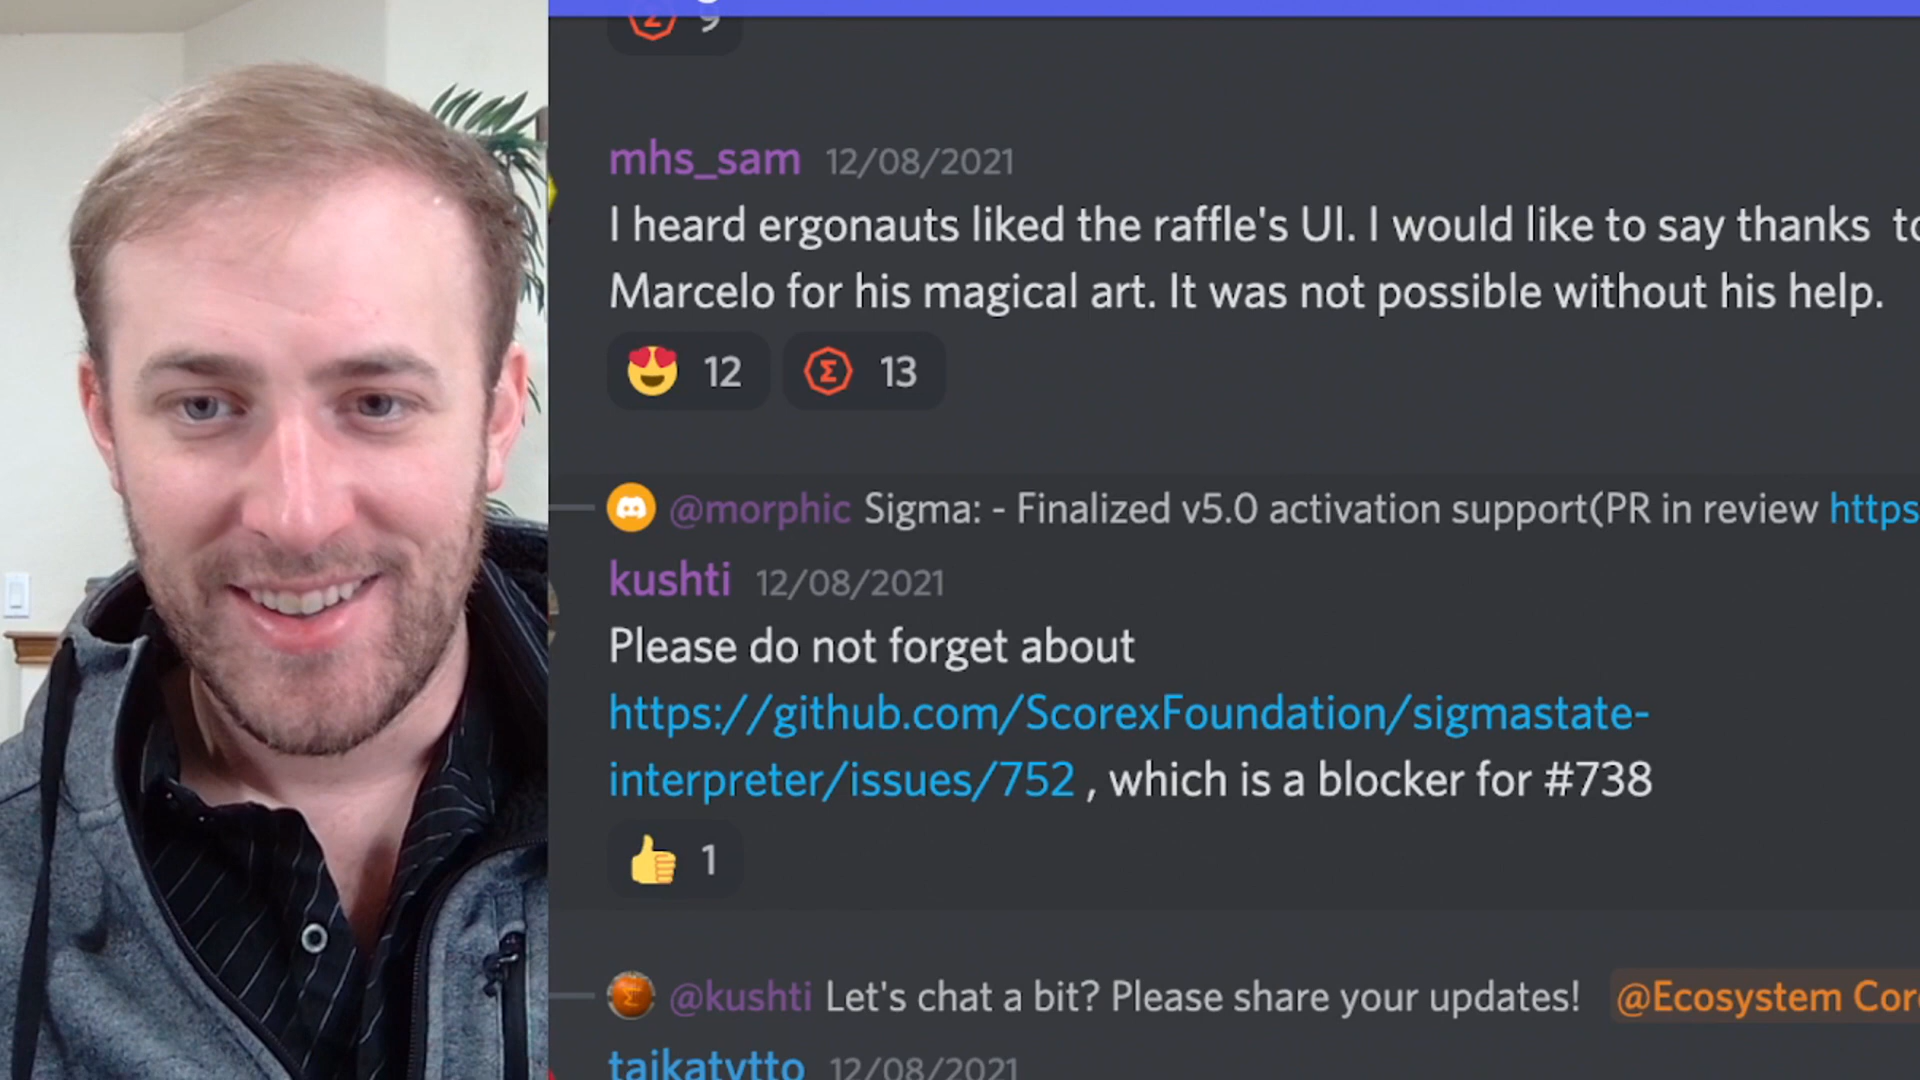 9
mhs_sam 12/08/2021
I heard ergonauts liked the raffle's UI. I would like to say thanks
Marcelo for his magical art. It was not possible without his help.
12 Σ 13
@morphic Sigma: - Finalized v5.0 activation support(PR in review https
kushti 12/08/2021
Please do not forget about
https://github.com/ScorexFoundation/sigmastate-
interpreter/issues/752 , which is a blocker for #738
1
@kushti Let's chat a bit? Please share your updates! @Ecosystem
taikatytto 12/08/2021